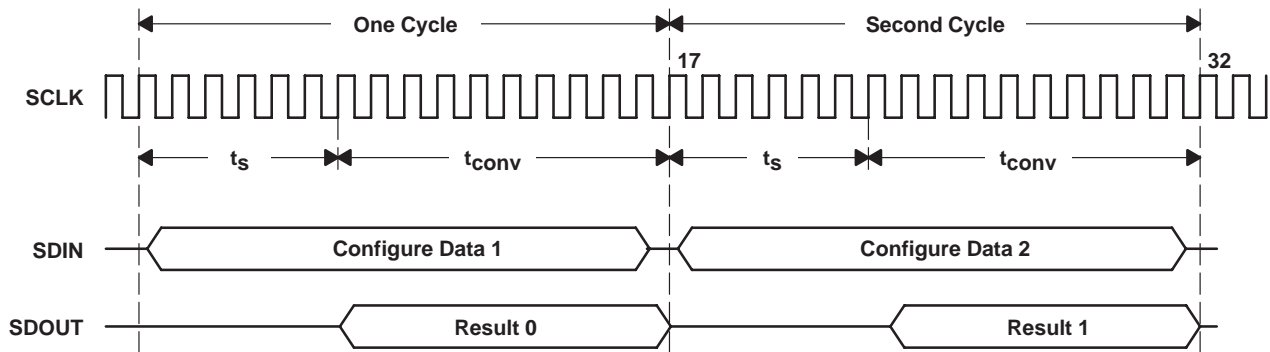 One Cycle
Second Cycle
17
32
SCLK
ts
tconv
ts
tconv
SDIN
Configure Data 1
Configure Data 2
SDOUT
Result 0
Result 1